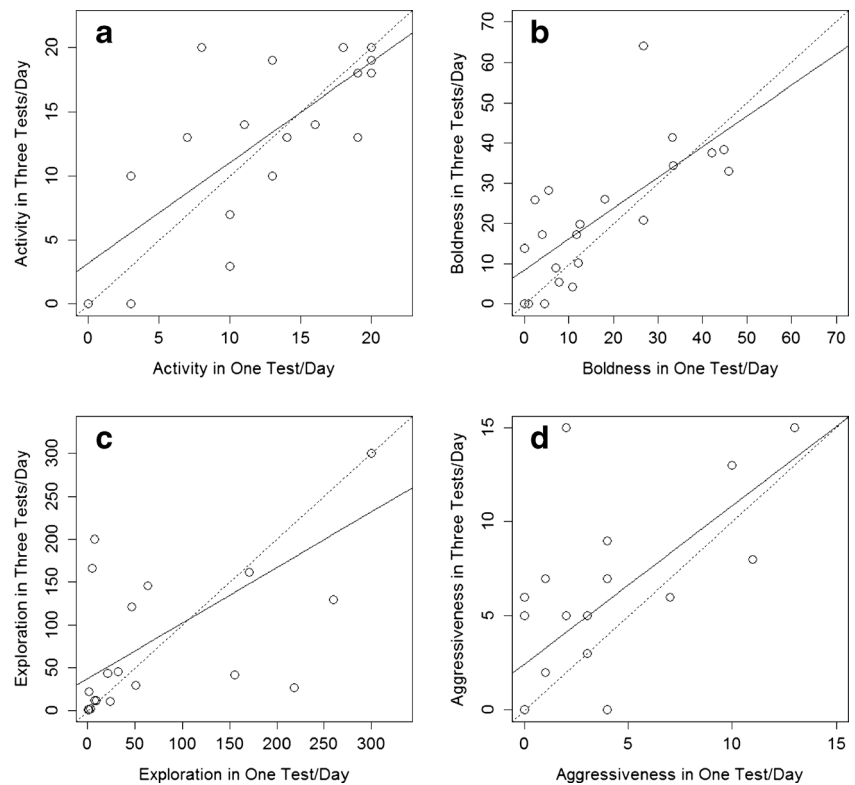 a
Activity in Three Tests/Day
0 5 10 15 20
0 5 10 15 20
Activity in One Test/Day
b
Boldness in Three Tests/Day
0 10 20 30 40 50 60 70
0 10 20 30 40 50 60 70
Boldness in One Test/Day
c
Exploration in Three Tests/Day
0 50 100 150 200 250 300
0 50 100 150 200 250 300
Exploration in One Test/Day
d
Aggressiveness in Three Tests/Day
0 5 10 15
0 5 10 15
Aggressiveness in One Test/Day